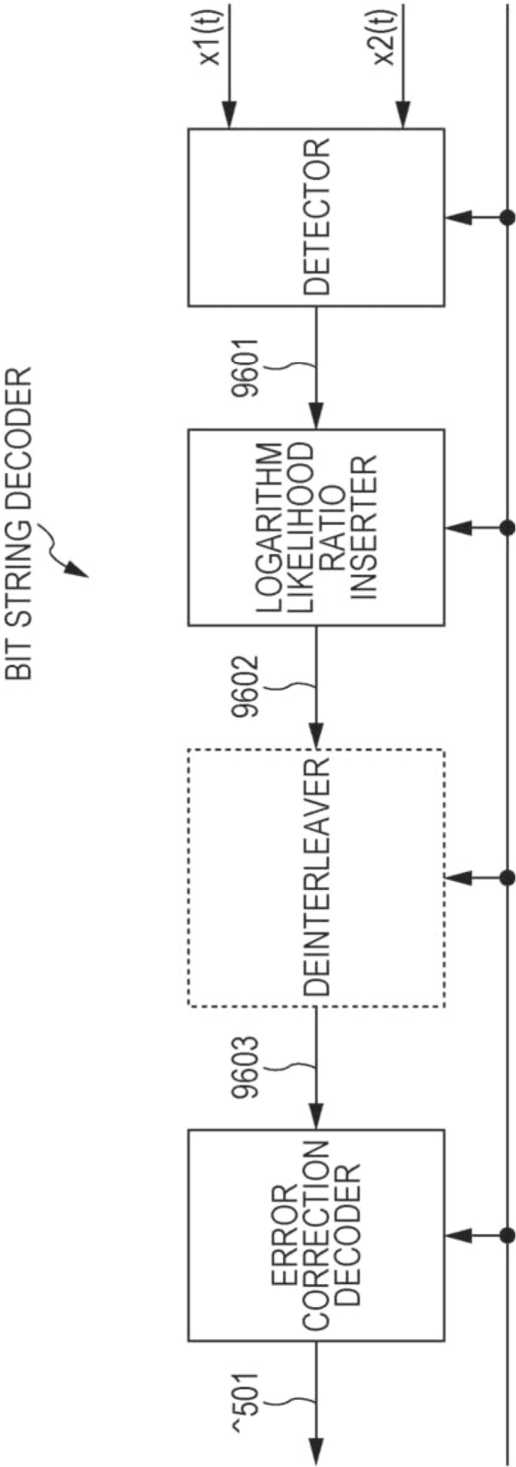 BIT STRING DECODER
x1(t)
x2(t)
DETECTOR
9601
LOGARITHM
LIKELIHOOD
RATIO
INSERTER
9602
DEINTERLEAVER
9603
ERROR
CORRECTION
DECODER
^501